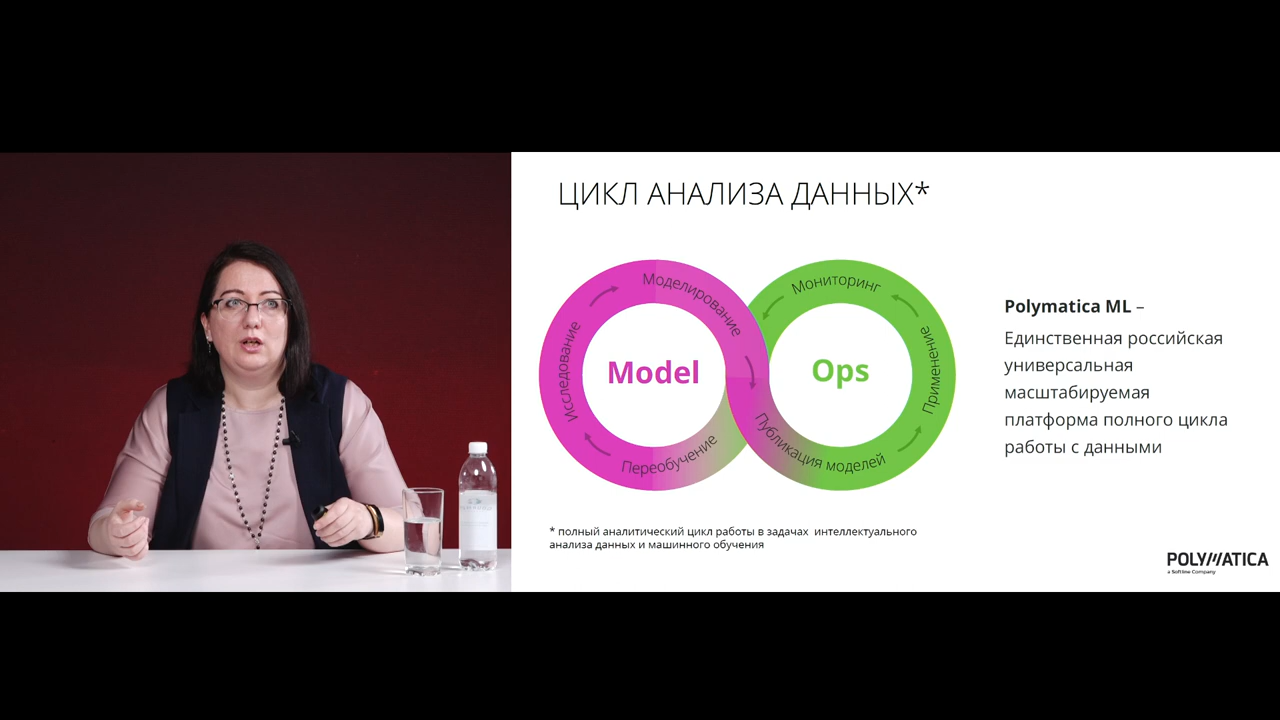 ЦИКЛ АНАЛИЗА ДАННЫХ*
Моделирование
Исследование
Переобучение
Model
Мониторинг
Применение
Публикация моделей
Ops
Polymatica ML –
Единственная российская
универсальная
масштабируемая
платформа полного цикла
работы с данными
* полный аналитический цикл работы в задачах интеллектуального
анализа данных и машинного обучения
POLYMATICA
a Softline Company